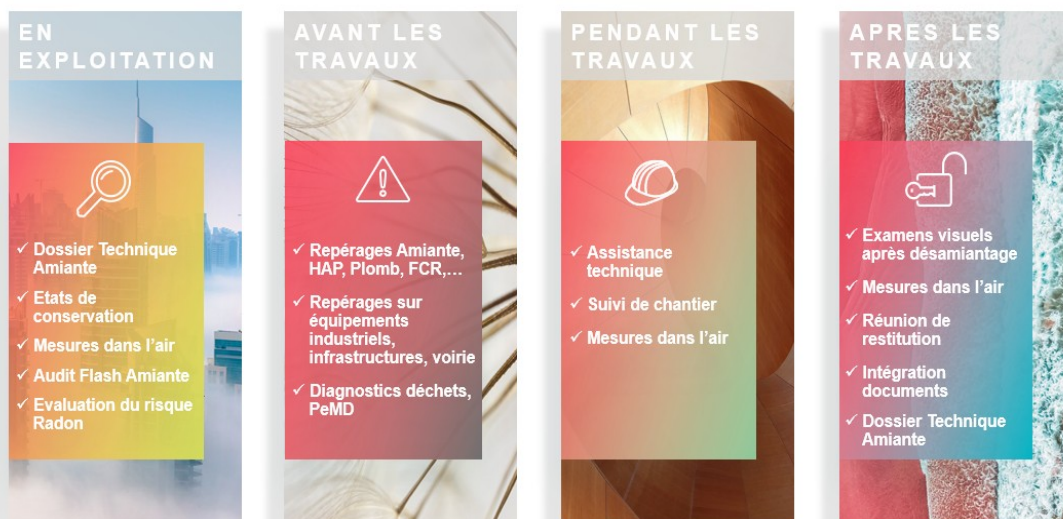 EN
EXPLOITATION
✓ Dossier Technique
Amiante
✓ Etats de
conservation
✓ Mesures dans l'air
✓ Audit Flash Amiante
✓ Evaluation du risque
Radon
AVANT LES
TRAVAUX
✓ Repérages Amiante,
HAP, Plomb, FCR,...
✓ Repérages sur
équipements
industriels,
infrastructures, voirie
✓ Diagnostics déchets,
PeMD
PENDANT LES
TRAVAUX
✓ Assistance
technique
✓ Suivi de chantier
✓ Mesures dans l'air
APRES LES
TRAVAUX
✓ Examens visuels
après désamiantage
✓ Mesures dans l'air
✓ Réunion de
restitution
✓ Intégration
documents
✓ Dossier Technique
Amiante